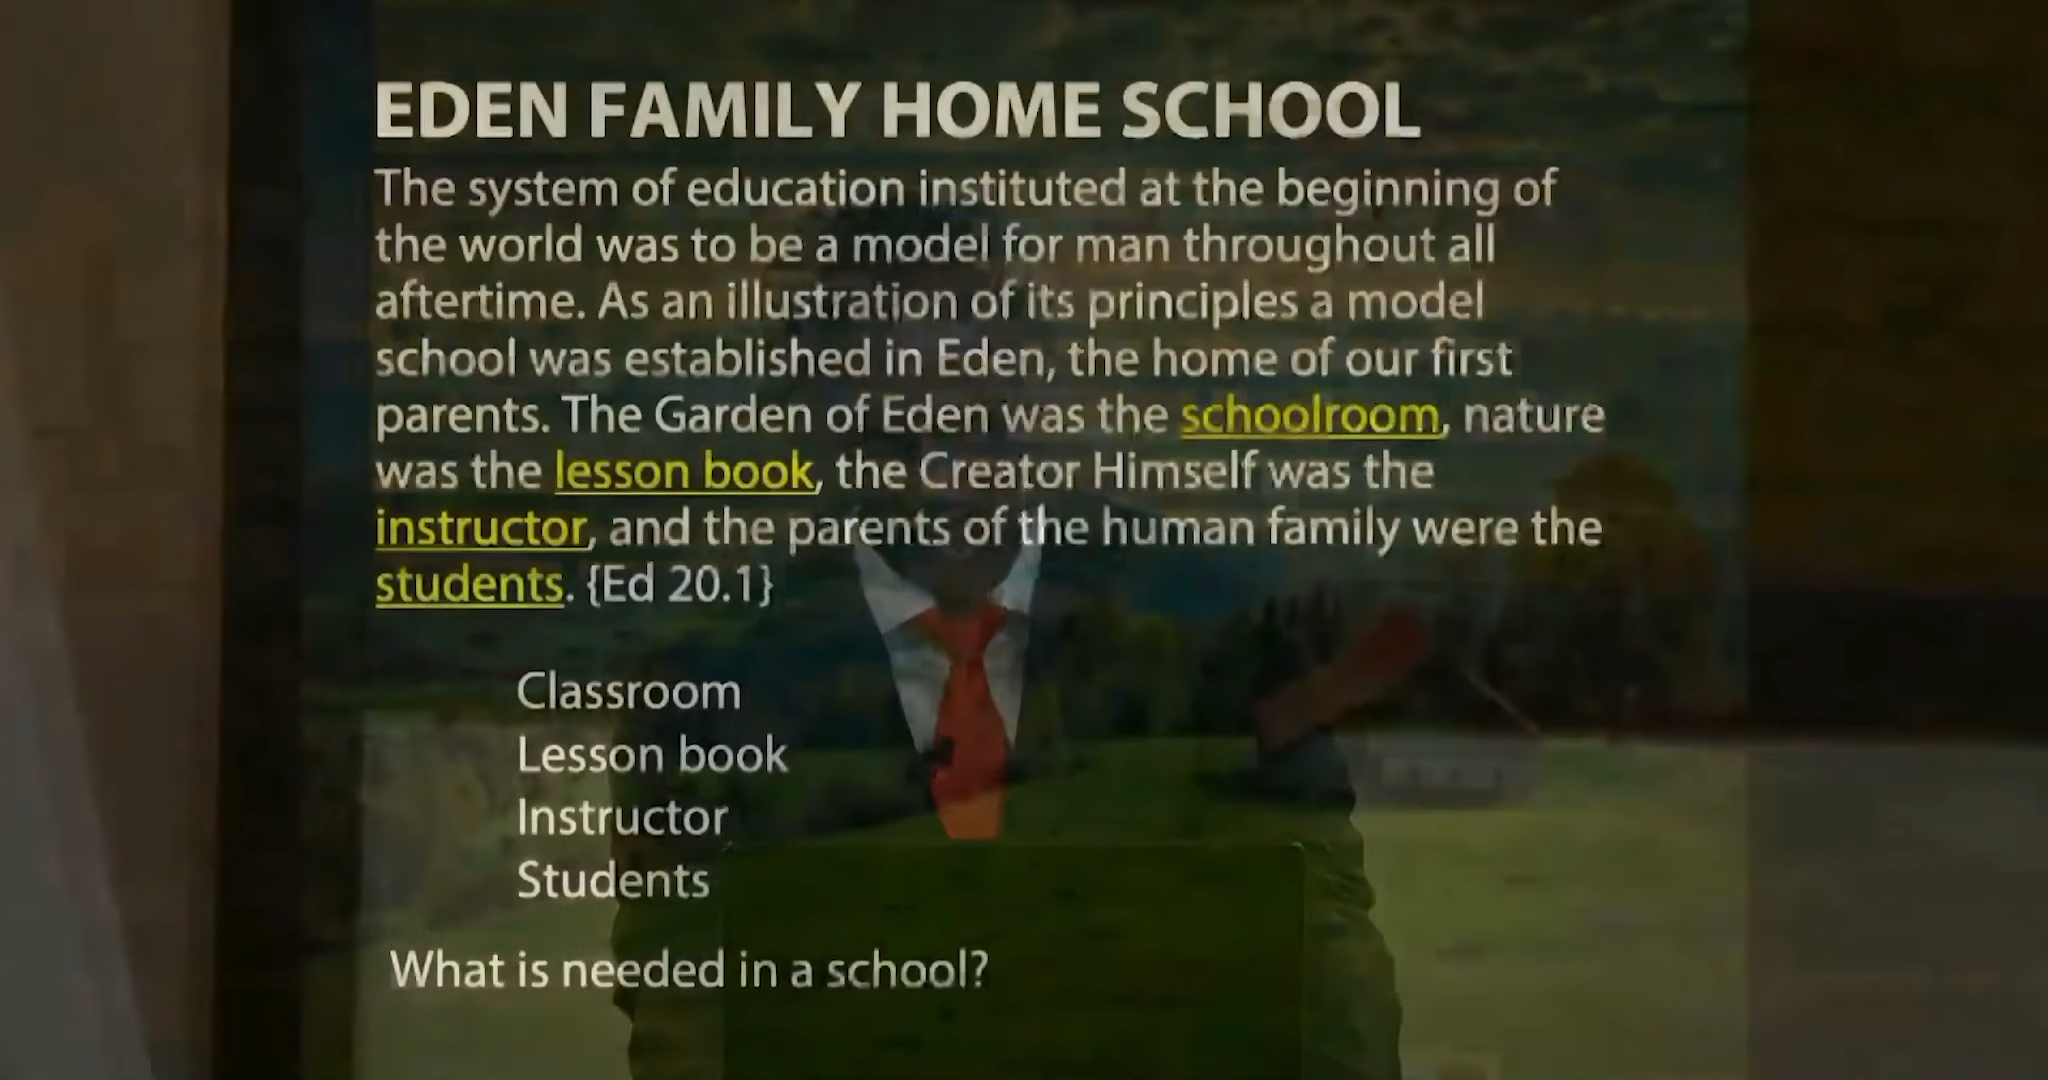 EDEN FAMILY HOME SCHOOL
The system of education instituted at the beginning of
the world was to be a model for man throughout all
aftertime. As an illustration of its principles a model
school was established in Eden, the home of our first
parents. The Garden of Eden was the schoolroom, nature
was the lesson book, the Creator Himself was the
instructor, and the parents of the human family were the
students. {Ed 20.1}
Classroom
Lesson book
Instructor
Students
What is needed in a school?